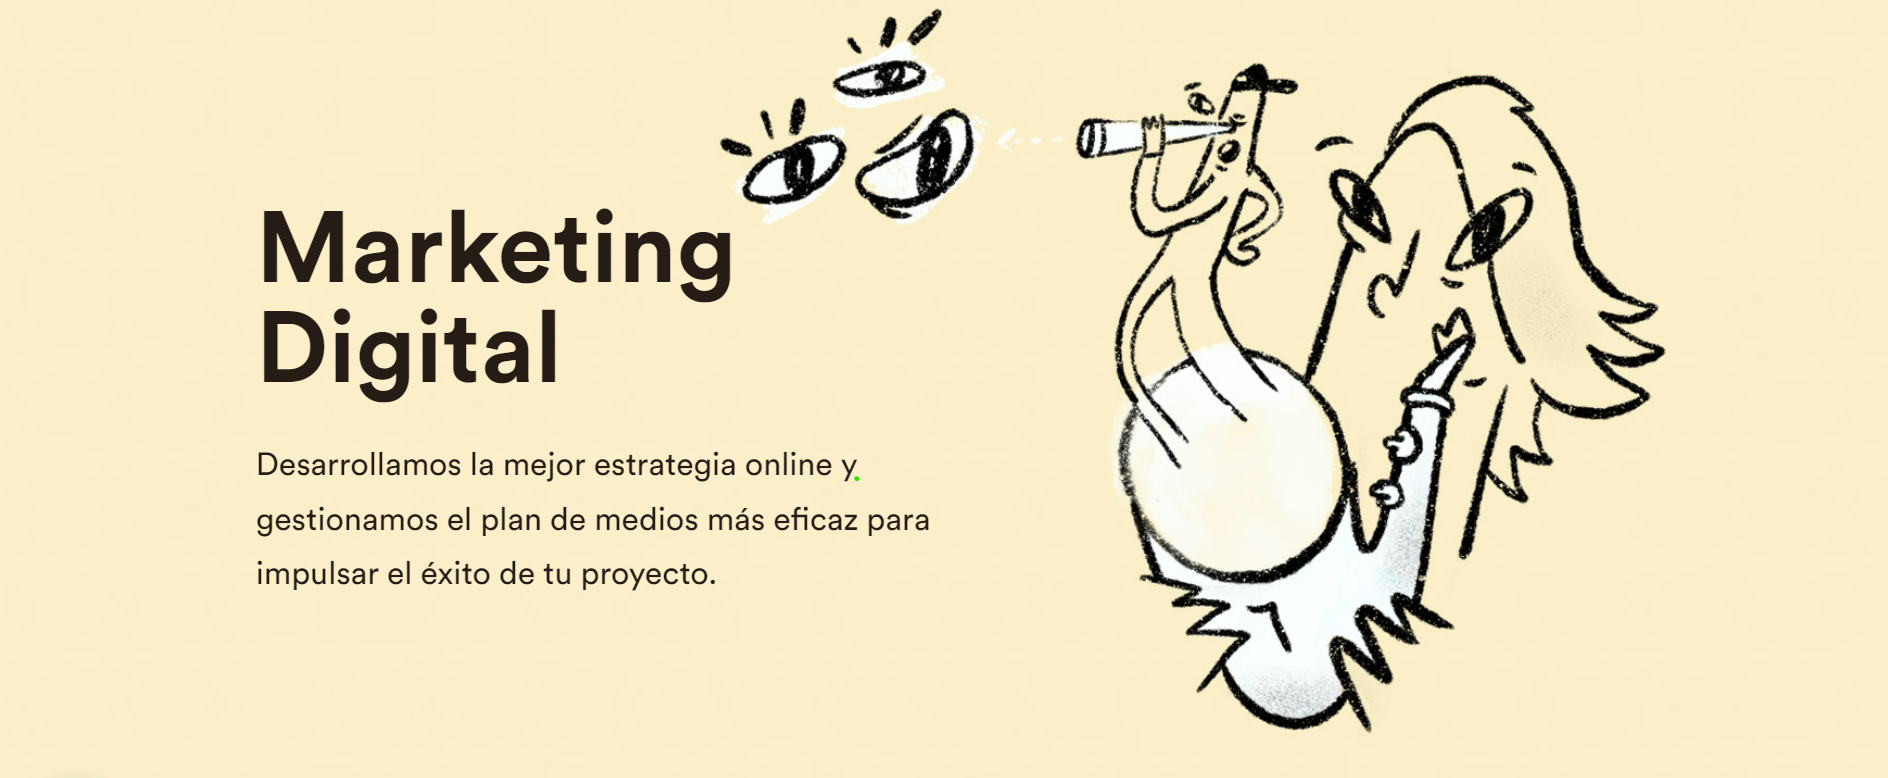 Marketing
Digital
Desarrollamos la mejor estrategia online y
gestionamos el plan de medios más eficaz para
impulsar el éxito de tu proyecto.